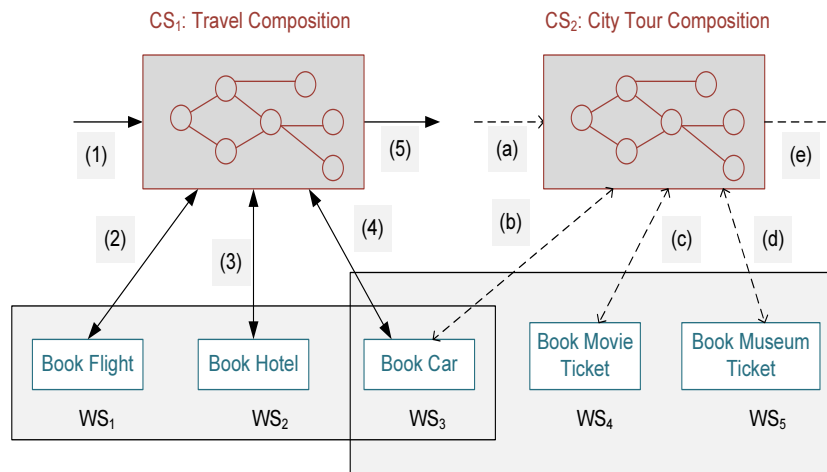 CS₁: Travel Composition
CS₂: City Tour Composition
(1)
(5)
(a)
(e)
(2)
(3)
(4)
(b)
(c)
(d)
Book Flight
Book Hotel
Book Car
Book Movie
Ticket
Book Museum
Ticket
WS₁
WS₂
WS₃
WS₄
WS₅